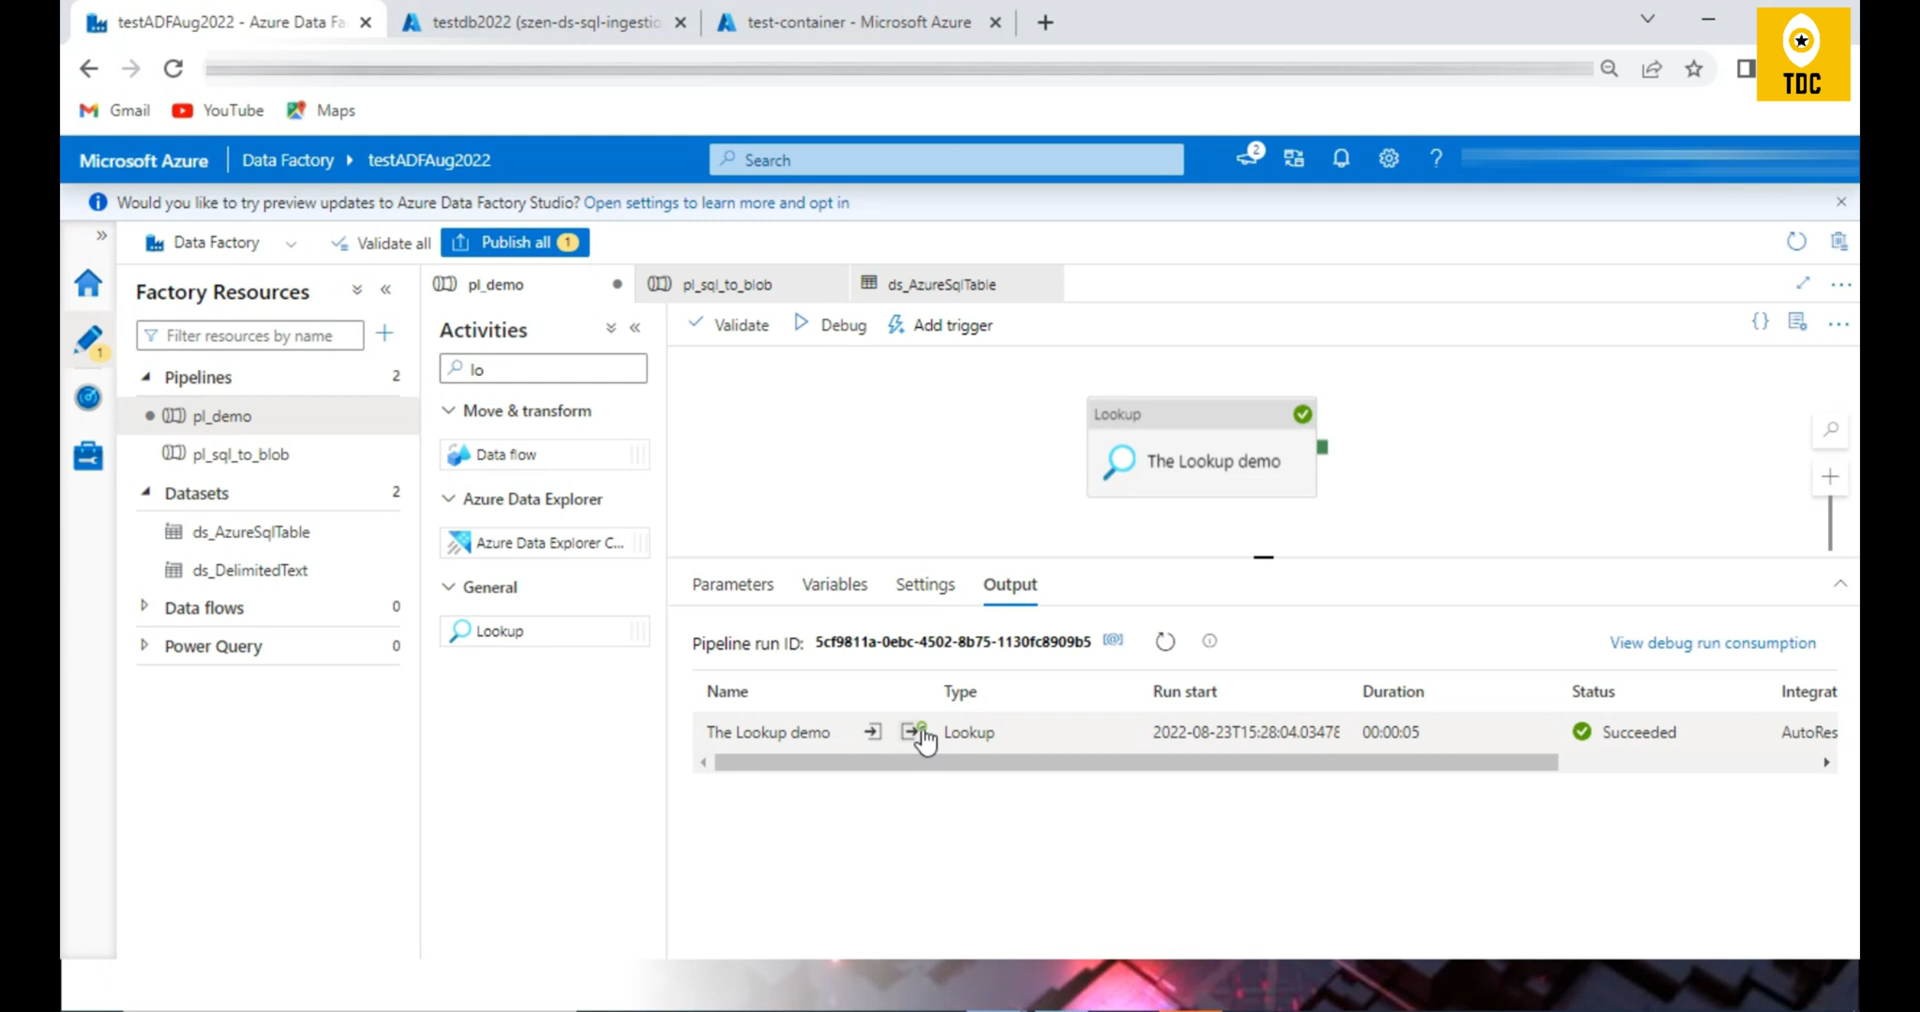 testADFAug2022 - Azure Data Fa
testdb2022 (szen-ds-sql-ingestio
test-container - Microsoft Azure
TDC
Gmail
YouTube
Maps
Microsoft Azure
Data Factory
testADFAug2022
Search
2
Would you like to try preview updates to Azure Data Factory Studio? Open settings to learn more and opt in
Data Factory
Validate all
Publish all 1
Factory Resources
Filter resources by name
1
Pipelines 2
pl_demo
pl_sql_to_blob
Datasets 2
ds_AzureSqlTable
ds_DelimitedText
Data flows 0
Power Query 0
pl_demo
pl_sql_to_blob
ds_AzureSqlTable
Activities
lo
Move & transform
Data flow
Azure Data Explorer
Azure Data Explorer C...
General
Lookup
Validate
Debug
Add trigger
Lookup
The Lookup demo
Parameters
Variables
Settings
Output
Pipeline run ID: 5cf9811a-0ebc-4502-8b75-1130fc8909b5
View debug run consumption
Name Type Run start Duration Status Integrat
The Lookup demo Lookup 2022-08-23T15:28:04.03478 00:00:05 Succeeded AutoRes